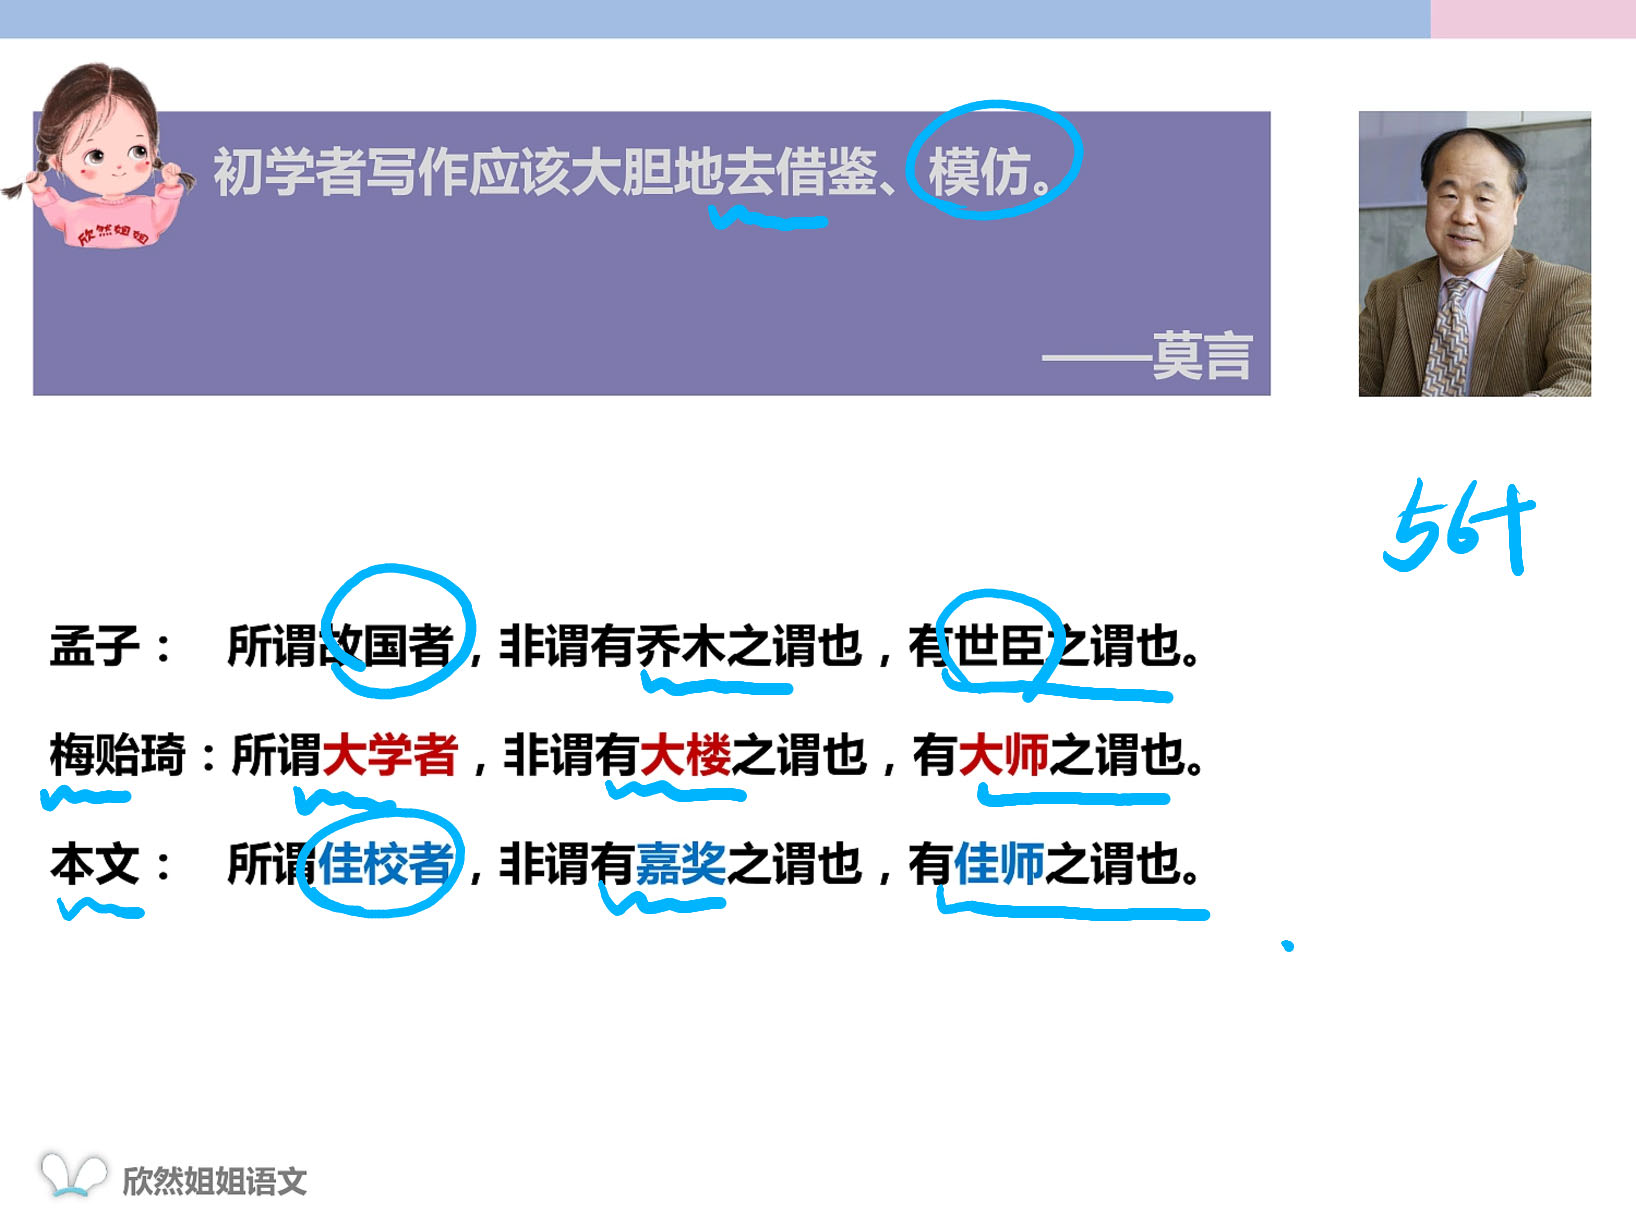 初学者写作应该大胆地去借鉴、模仿。
欣然姐姐
——莫言
56+
孟子： 所谓故国者，非谓有乔木之谓也，有世臣之谓也。
梅贻琦：所谓大学者，非谓有大楼之谓也，有大师之谓也。
本文： 所谓佳校者，非谓有嘉奖之谓也，有佳师之谓也。
欣然姐姐语文